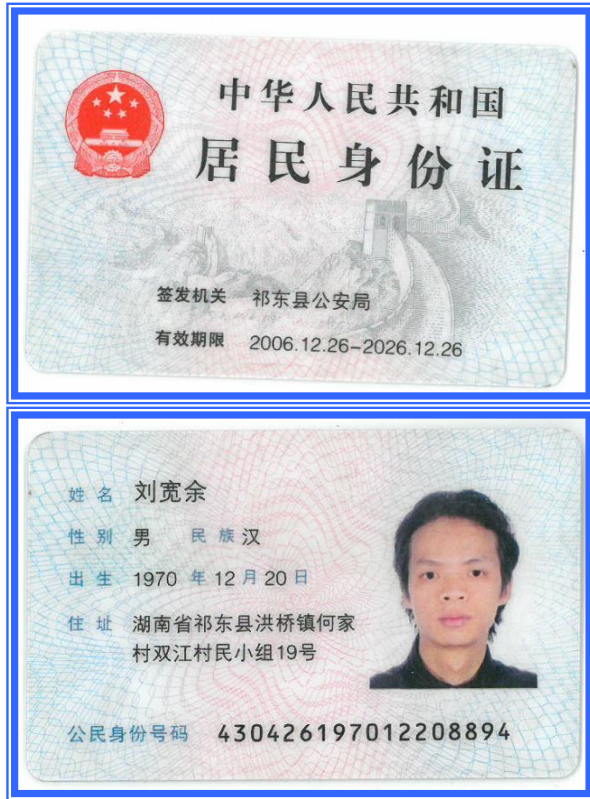 中华人民共和国
居民身份证
签发机关 祁东县公安局
有效期限 2006.12.26-2026.12.26
姓名 刘宽余
性别 男 民族 汉
出生 1970 年 12 月 20 日
住址 湖南省祁东县洪桥镇何家
村双江村民小组19号
公民身份号码 430426197012208894